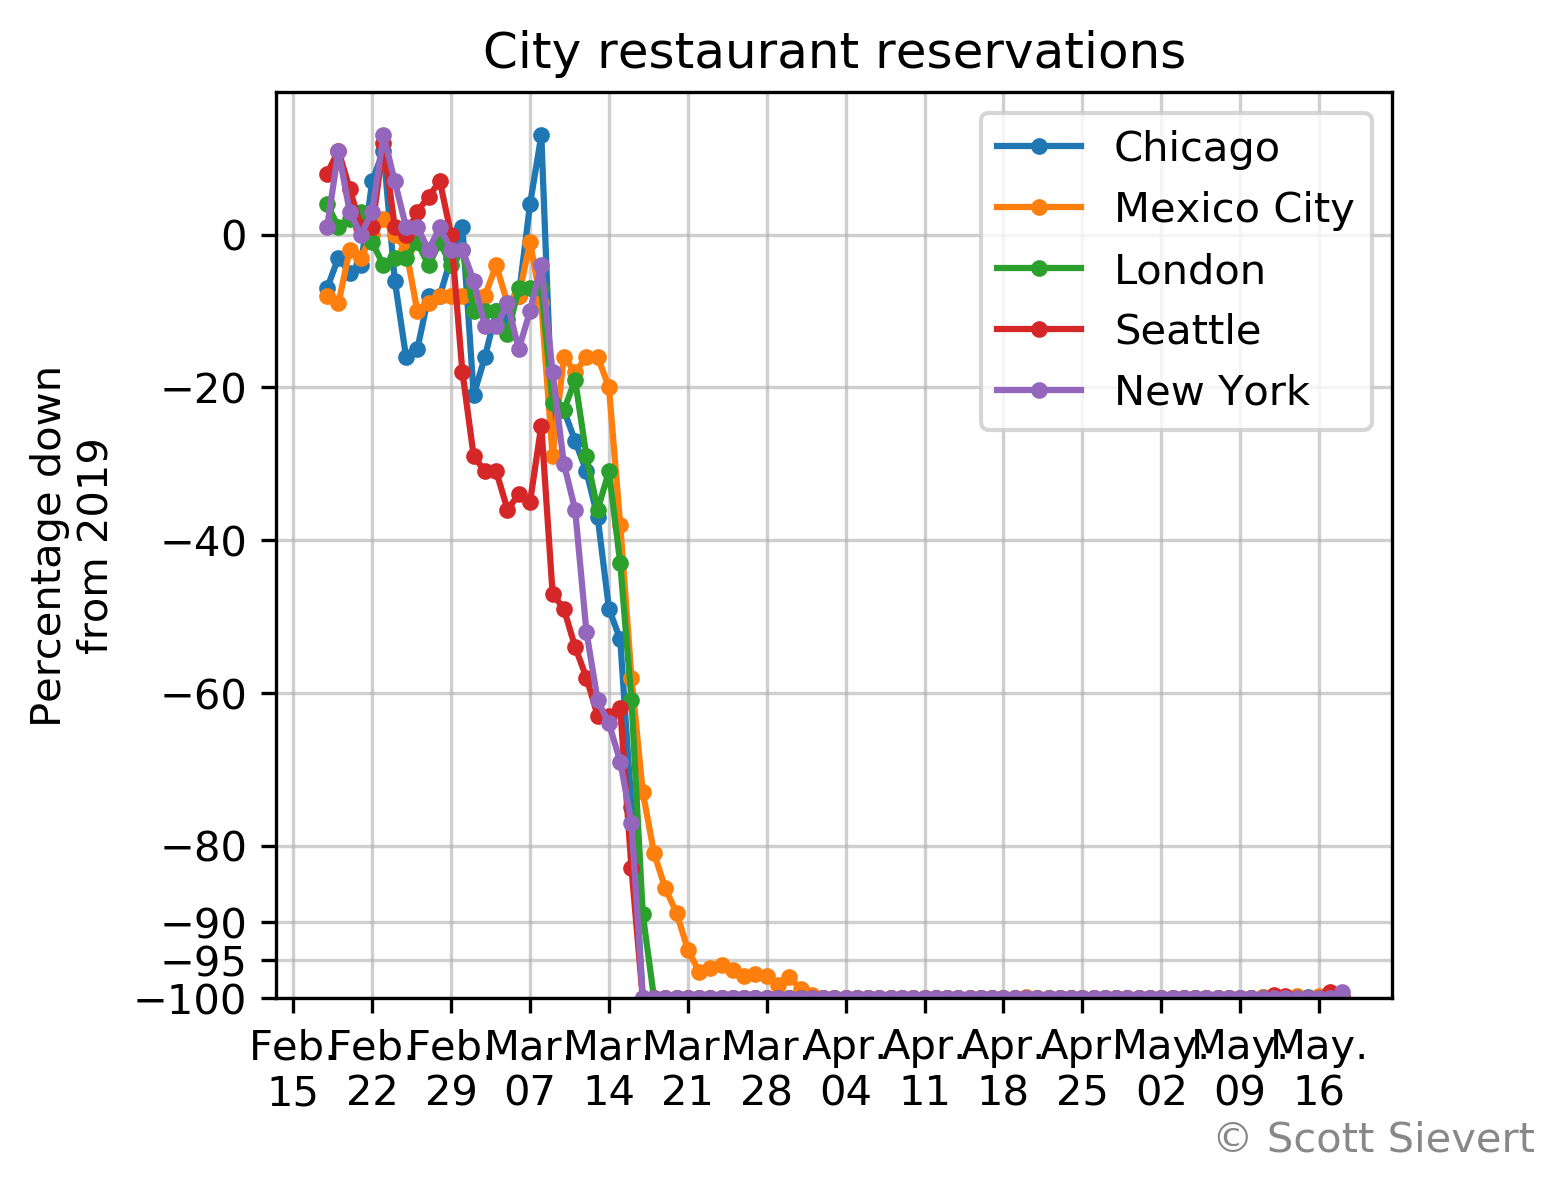 City restaurant reservations
Percentage down
from 2019
0
−20
−40
−60
−80
−90
−95
−100
Chicago
Mexico City
London
Seattle
New York
Feb. Feb. Feb. Mar. Mar. Mar. Mar. Apr. Apr. Apr. Apr. May. May. May.
15 22 29 07 14 21 28 04 11 18 25 02 09 16
© Scott Sievert